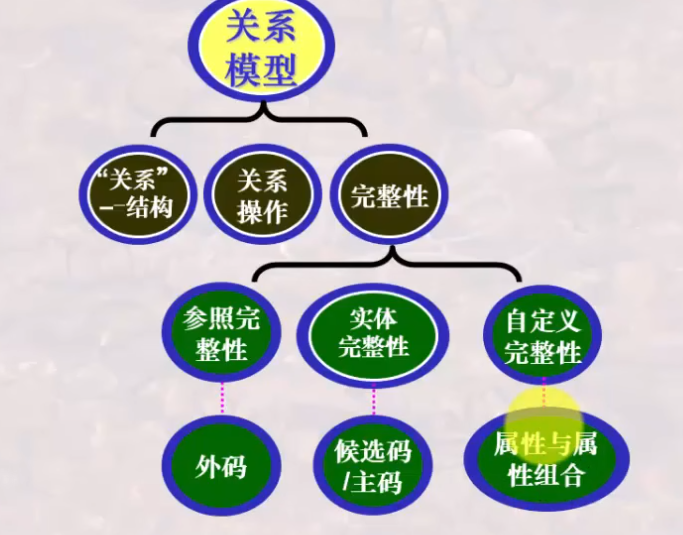 关系
模型
“关系”
--结构
关系
操作
完整性
参照完
整性
实体
完整性
自定义
完整性
外码
候选码
/主码
属性与属
性组合